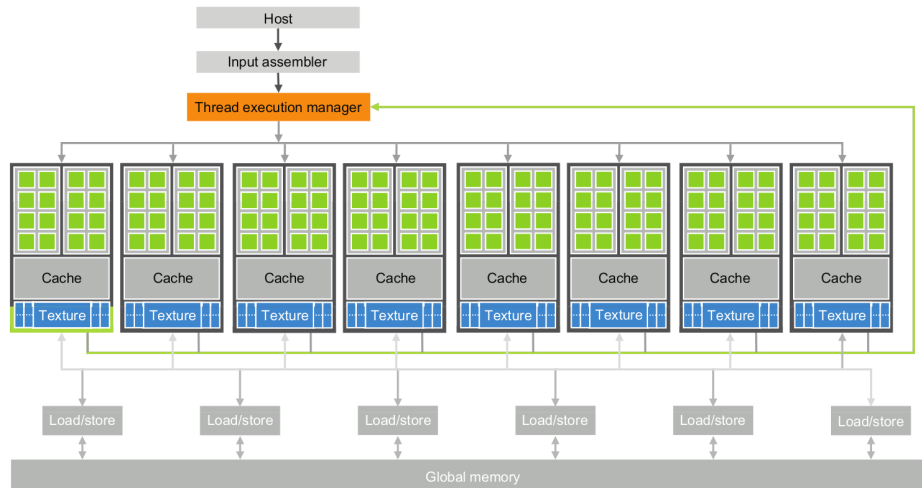 Host
Input assembler
Thread execution manager
Cache Cache Cache Cache Cache Cache Cache Cache
Texture Texture Texture Texture Texture Texture Texture Texture
Load/store Load/store Load/store Load/store Load/store Load/store
Global memory